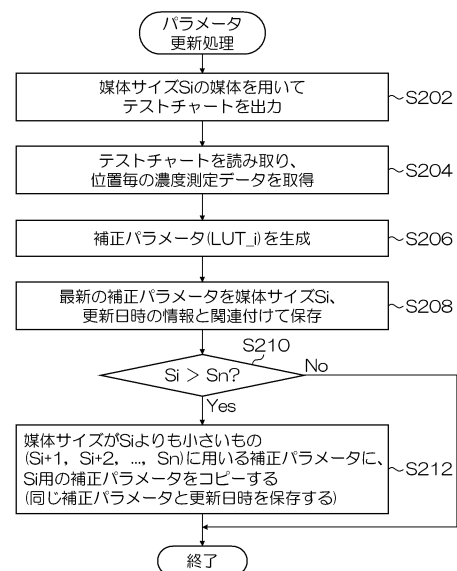 パラメータ
更新処理
媒体サイズSiの媒体を用いて
テストチャートを出力
S202
テストチャートを読み取り、
位置毎の濃度測定データを取得
S204
補正パラメータ(LUT_i)を生成
S206
最新の補正パラメータを媒体サイズSi、
更新日時の情報と関連付けて保存
S208
S210
Si > Sn?
No
Yes
媒体サイズがSiよりも小さいもの
(Si+1, Si+2, ..., Sn)に用いる補正パラメータに、
Si用の補正パラメータをコピーする
(同じ補正パラメータと更新日時を保存する)
S212
終了